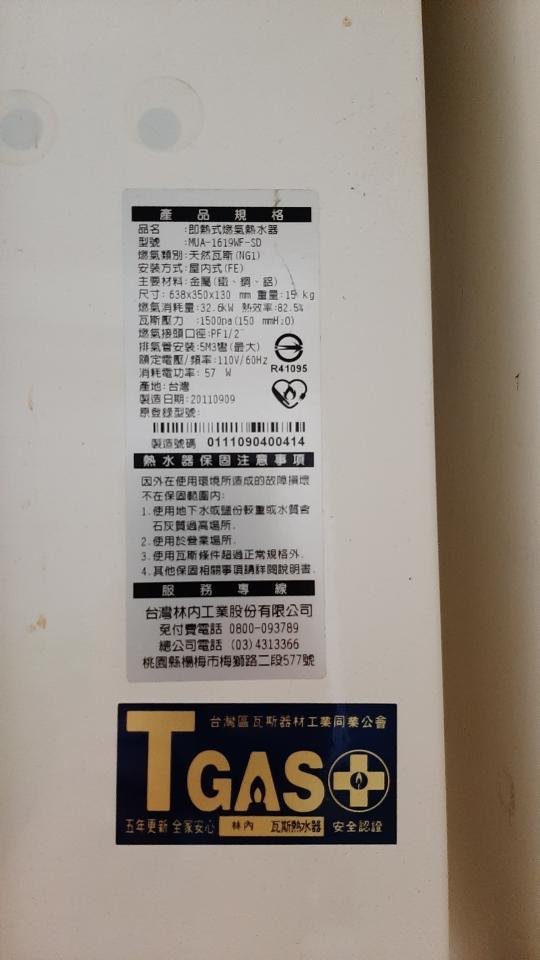 產品規格
品名 :即熱式燃氣熱水器
型號 :MUA-1619WF-SD
燃氣類別:天然瓦斯(NG1)
安裝方式:屋內式(FE)
主要材料:金屬(鐵、銅、鋁)
尺寸:638x350x130 mm 重量:15 kg
燃氣消耗量:32.6kW 熱效率:82.5%
瓦斯壓力 :1500pa(150 mmH₂O)
燃氣接頭口徑:PF1/2"
排氣管安裝:5M3彎(最大)
額定電壓/頻率:110V/60Hz
R41095
消耗電功率: 57 W
產地:台灣
製造日期:20110909
原登錄型號:
製造號碼 0111090400414
熱水器保固注意事項
因外在使用環境所造成的故障損壞
不在保固範圍內:
1.使用地下水或鹽份較重或水質含
石灰質過高場所.
2.使用於營業場所.
3.使用瓦斯條件超過正常規格外.
4.其他保固相關事項請詳閱說明書.
服務專線
台灣林內工業股份有限公司
免付費電話 0800-093789
總公司電話 (03)4313366
桃園縣楊梅市梅獅路二段577號
台灣區瓦斯器材工業同業公會
TGAS
五年更新 全家安心 林內 瓦斯熱水器 安全認證